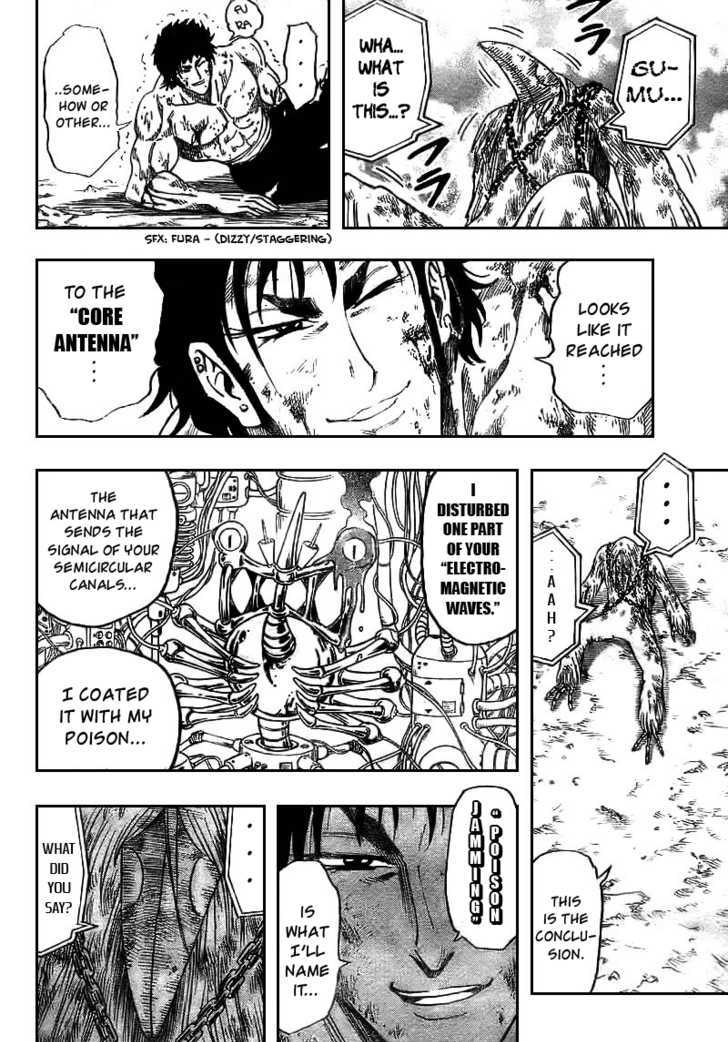 GU-
MU...
WHA...
WHAT
IS
THIS...?
FU
RA
...
..SOME-
HOW OR
OTHER...
SFX: FURA - (DIZZY/STAGGERING)
LOOKS
LIKE IT
REACHED
...
TO THE
"CORE
ANTENNA"
...
...
...AAH?
THIS
IS THE
CONCLU-
SION.
I
DISTURBED
ONE PART
OF YOUR
"ELECTRO-
MAGNETIC
WAVES."
THE
ANTENNA THAT
SENDS THE
SIGNAL OF YOUR
SEMICIRCULAR
CANALS...
I COATED
IT WITH MY
POISON...
"POISON
JAMMING"
IS
WHAT
I'LL
NAME
IT...
...
WHAT
DID
YOU
SAY?